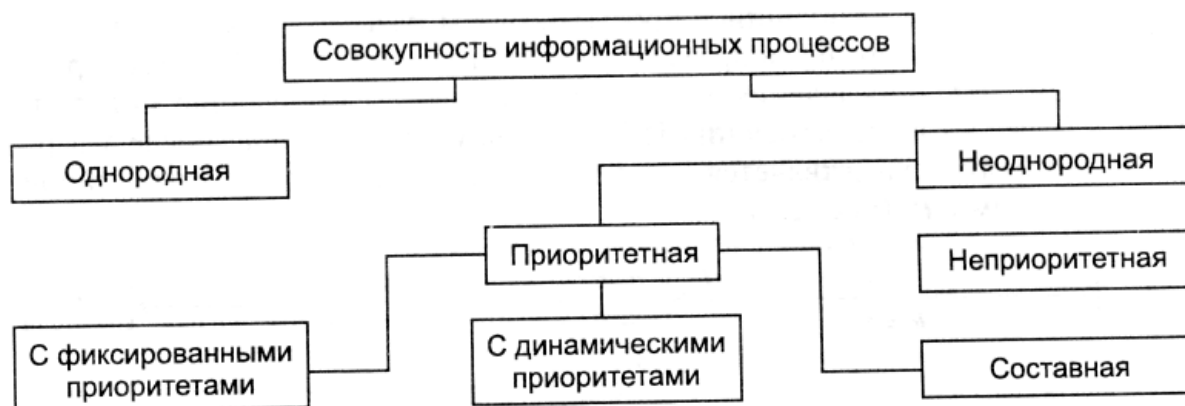 Совокупность информационных процессов
Однородная
Неоднородная
Приоритетная
Неприоритетная
С фиксированными
приоритетами
С динамическими
приоритетами
Составная